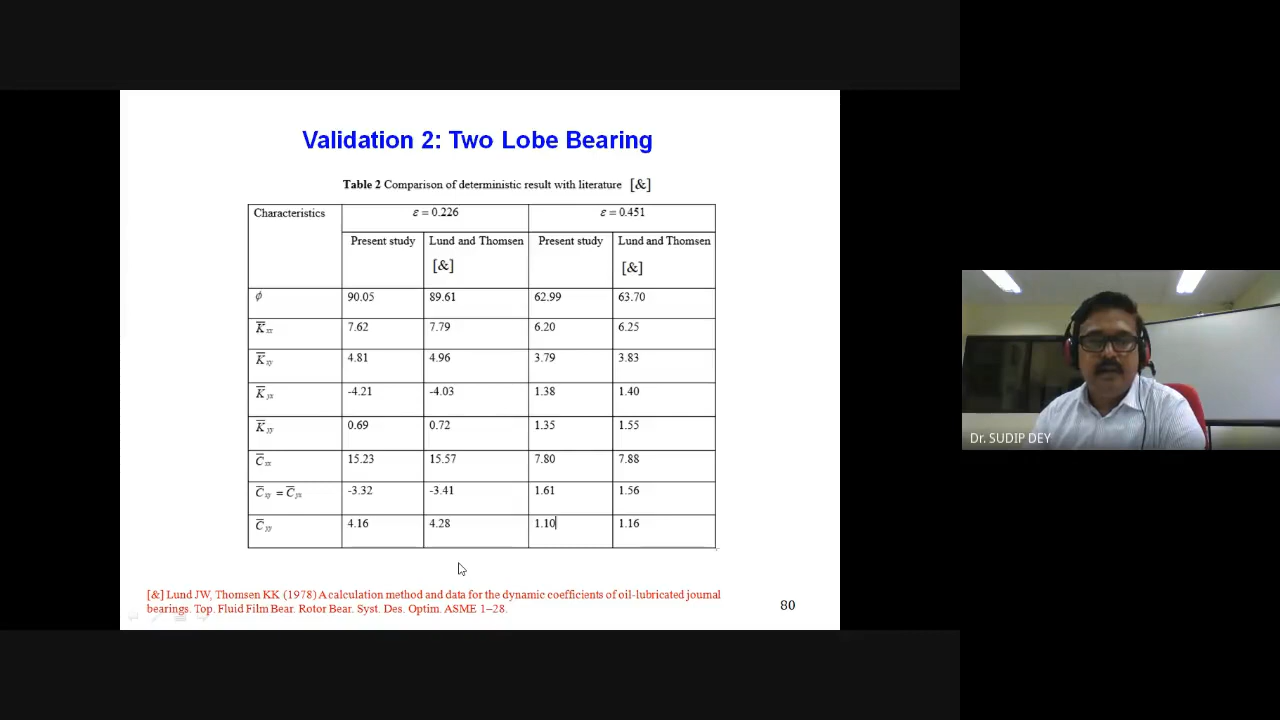 Validation 2: Two Lobe Bearing
Table 2 Comparison of deterministic result with literature [&]
Characteristics ε = 0.226 ε = 0.451
Present study Lund and Thomsen [&] Present study Lund and Thomsen [&]
ϕ 90.05 89.61 62.99 63.70
K̅xx 7.62 7.79 6.20 6.25
K̅xy 4.81 4.96 3.79 3.83
K̅yx -4.21 -4.03 1.38 1.40
K̅yy 0.69 0.72 1.35 1.55
C̅xx 15.23 15.57 7.80 7.88
C̅xy = C̅yx -3.32 -3.41 1.61 1.56
C̅yy 4.16 4.28 1.10 1.16
[&] Lund JW, Thomsen KK (1978) A calculation method and data for the dynamic coefficients of oil-lubricated journal
bearings. Top. Fluid Film Bear. Rotor Bear. Syst. Des. Optim. ASME 1–28.
80
Dr. SUDIP DEY